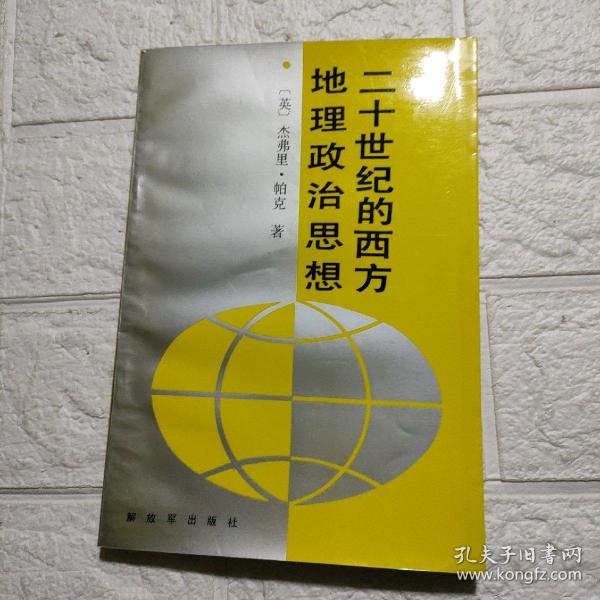 二十世纪的西方
地理政治思想
〔英〕杰弗里·帕克 著
解放军出版社
孔夫子旧書网
www.kongfz.com